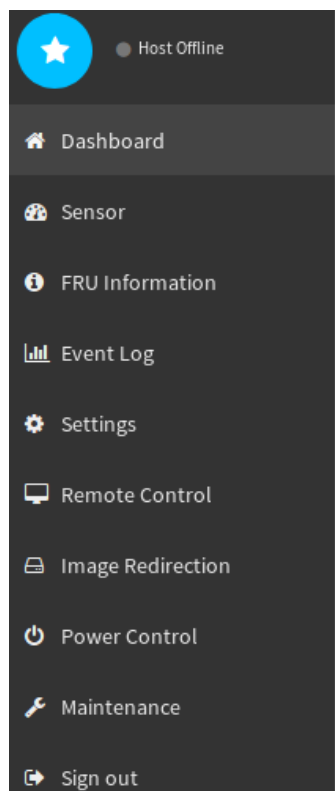 Host Offline
Dashboard
Sensor
FRU Information
Event Log
Settings
Remote Control
Image Redirection
Power Control
Maintenance
Sign out